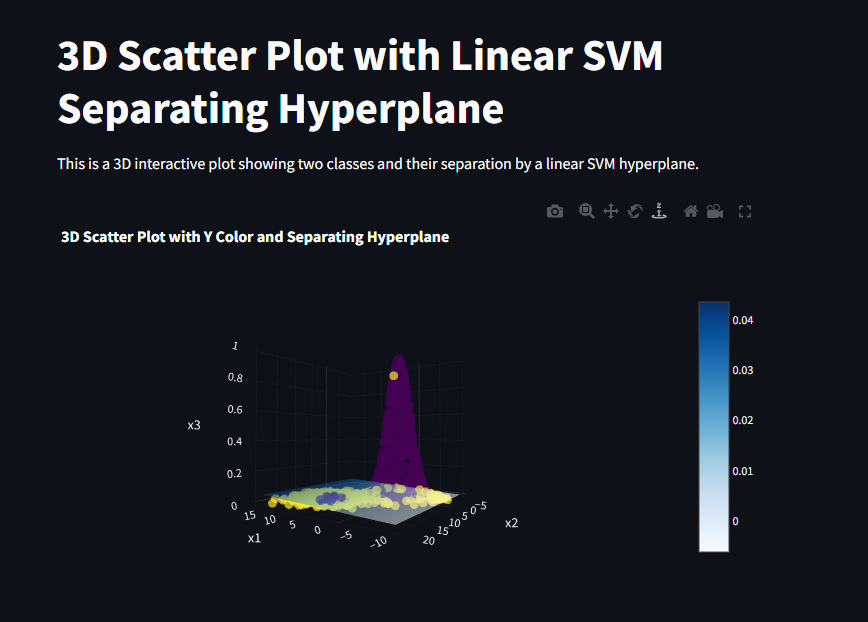 3D Scatter Plot with Linear SVM
Separating Hyperplane
This is a 3D interactive plot showing two classes and their separation by a linear SVM hyperplane.
z
3D Scatter Plot with Y Color and Separating Hyperplane
1
0.8
0.6
x3
0.4
0.2
0
15
10
5
0
−5
−10
x1
20
15
10
5
0
−5
x2
0.04
0.03
0.02
0.01
0